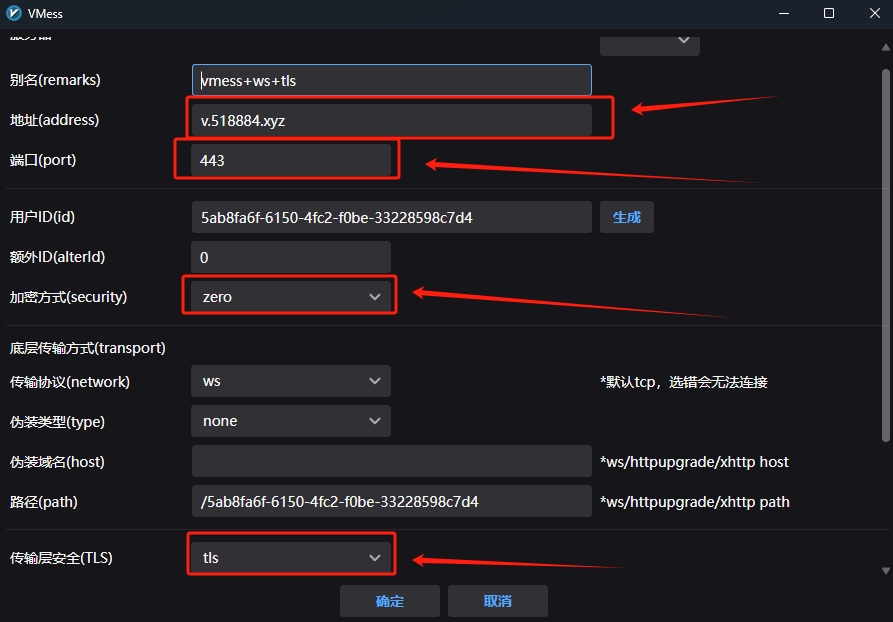 VMess
服务器
别名(remarks) vmess+ws+tls
地址(address) v.518884.xyz
端口(port) 443
用户ID(id) 5ab8fa6f-6150-4fc2-f0be-33228598c7d4 生成
额外ID(alterId) 0
加密方式(security) zero
底层传输方式(transport)
传输协议(network) ws *默认tcp，选错会无法连接
伪装类型(type) none
伪装域名(host) *ws/httpupgrade/xhttp host
路径(path) /5ab8fa6f-6150-4fc2-f0be-33228598c7d4 *ws/httpupgrade/xhttp path
传输层安全(TLS) tls
确定 取消